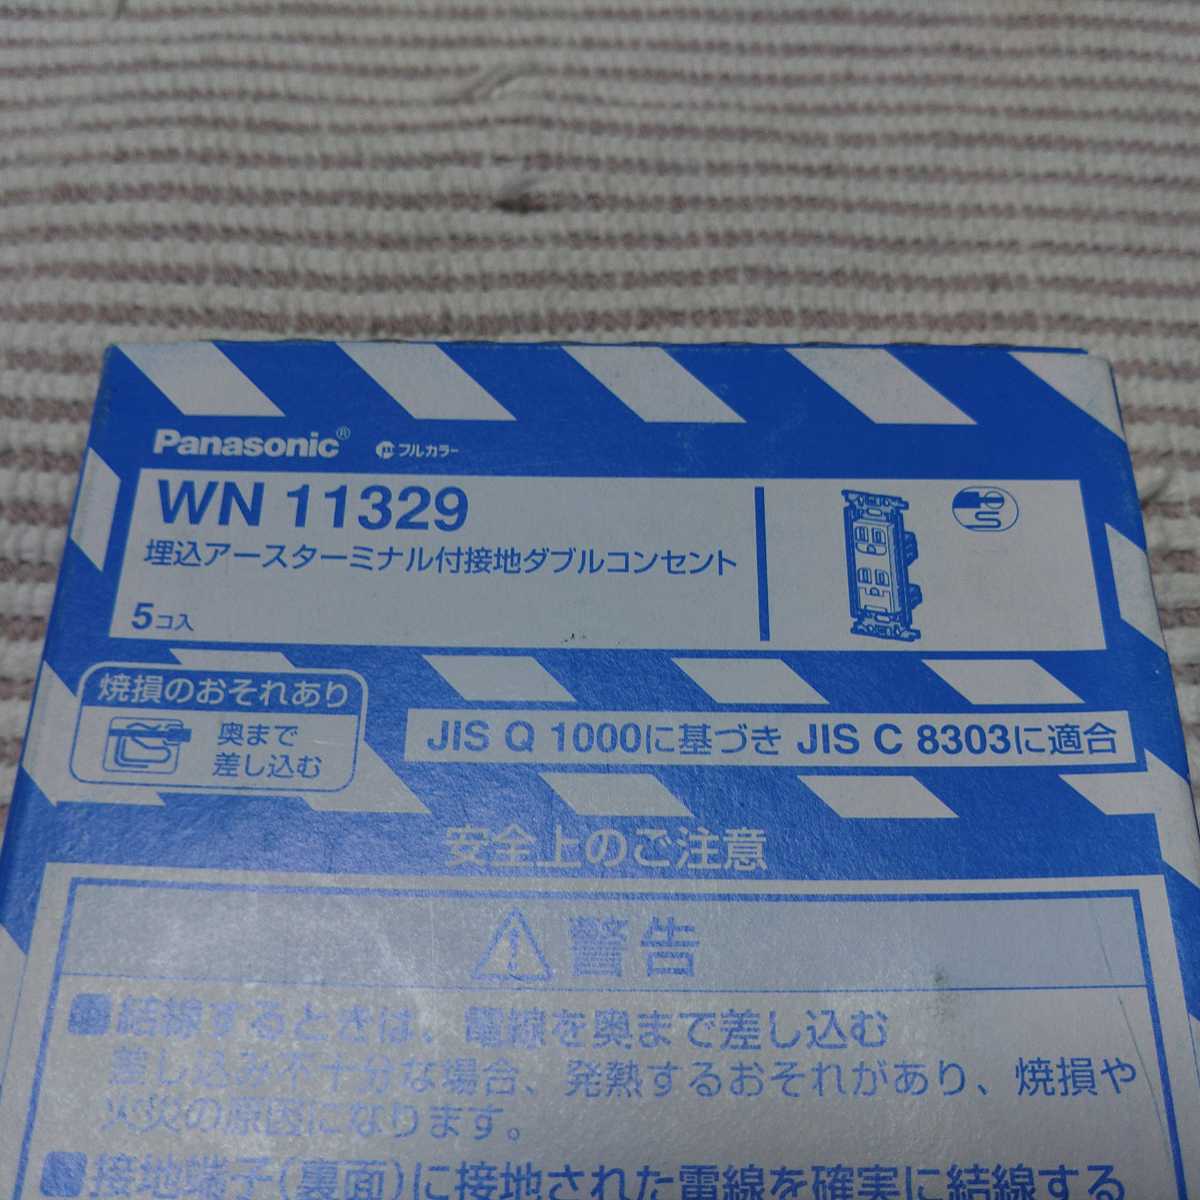 Panasonic® フルカラー
WN 11329
埋込アースターミナル付接地ダブルコンセント
5コ入
焼損のおそれあり
奥まで
差し込む
JIS Q 1000に基づき JIS C 8303に適合
安全上のご注意
警告
■結線するときは、電線を奥まで差し込む
差し込み不十分な場合、発熱するおそれがあり、焼損や
火災の原因になります。
■接地端子(裏面)に接地された電線を確実に結線する